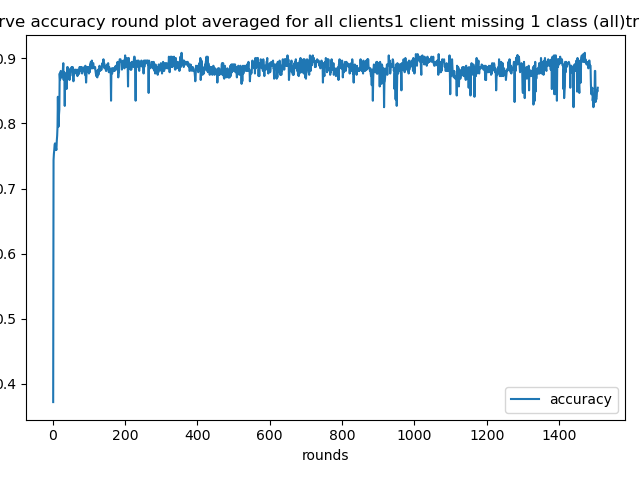 rve accuracy round plot averaged for all clients1 client missing 1 class (all)tr
0.9
0.8
0.7
0.6
0.5
0.4
0 200 400 600 800 1000 1200 1400
rounds
accuracy